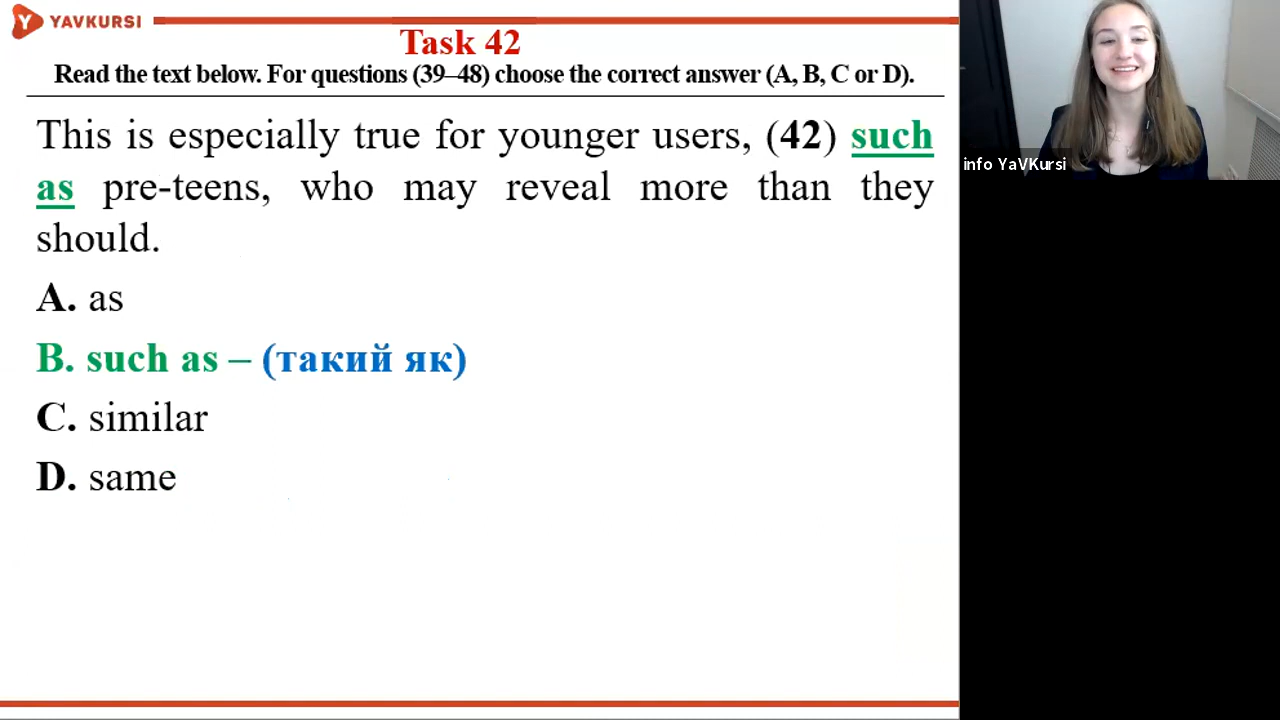 YAVKURSI
Task 42
Read the text below. For questions (39–48) choose the correct answer (A, B, C or D).
This is especially true for younger users, (42) such
as pre-teens, who may reveal more than they
should.
A. as
B. such as – (такий як)
C. similar
D. same
info YaVKursi